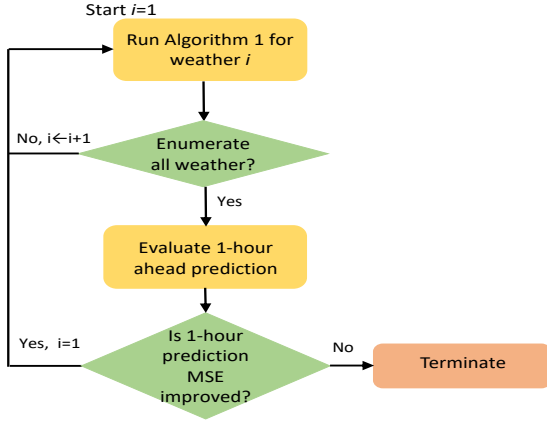 Start i=1
Run Algorithm 1 for
weather i
No, i←i+1
Enumerate
all weather?
Yes
Evaluate 1-hour
ahead prediction
Yes, i=1
Is 1-hour
prediction
MSE
improved?
No
Terminate